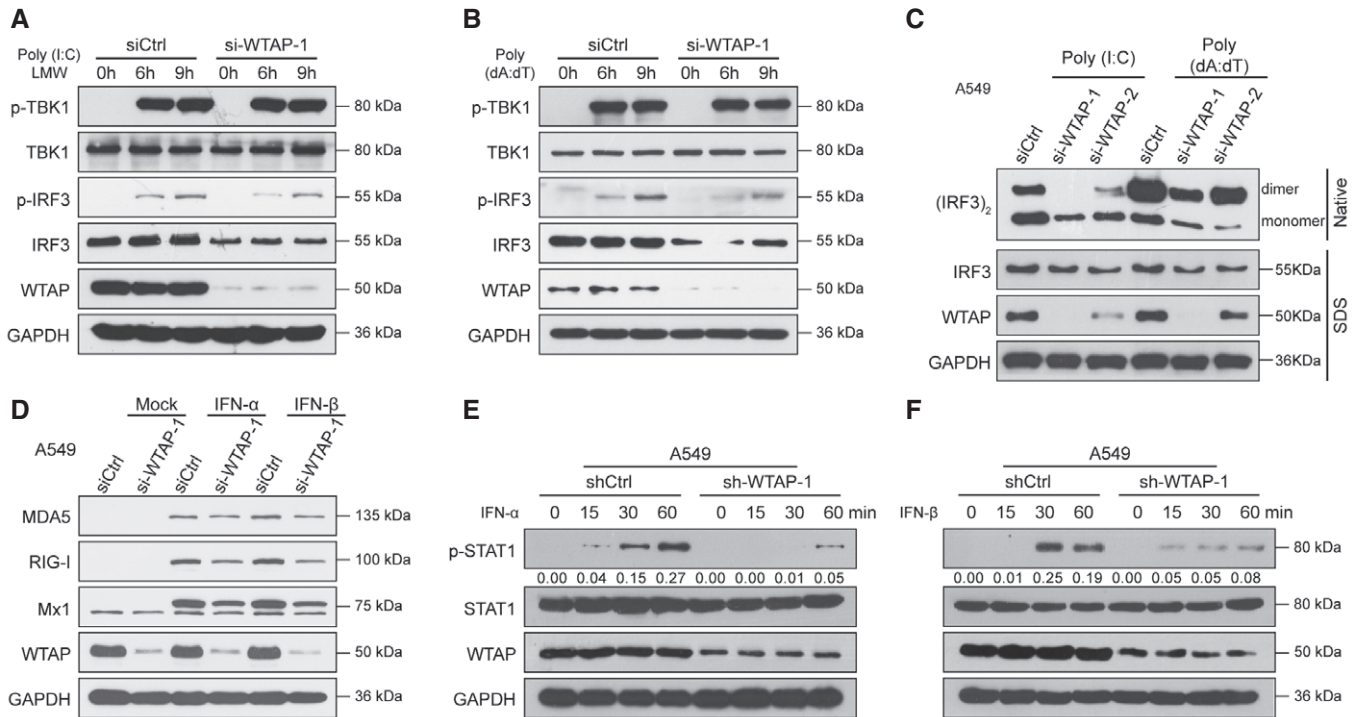 A
Poly (I:C) LMW
siCtrl si-WTAP-1
0h 6h 9h 0h 6h 9h
p-TBK1 80 kDa
TBK1 80 kDa
p-IRF3 55 kDa
IRF3 55 kDa
WTAP 50 kDa
GAPDH 36 kDa
B
Poly (dA:dT)
siCtrl si-WTAP-1
0h 6h 9h 0h 6h 9h
p-TBK1 80 kDa
TBK1 80 kDa
p-IRF3 55 kDa
IRF3 55 kDa
WTAP 50 kDa
GAPDH 36 kDa
C
Poly (I:C) Poly (dA:dT)
A549
siCtrl si-WTAP-1 si-WTAP-2 siCtrl si-WTAP-1 si-WTAP-2
(IRF3)2 dimer
monomer
Native
IRF3 55KDa
WTAP 50KDa
GAPDH 36KDa
SDS
D
Mock IFN-α IFN-β
A549
siCtrl si-WTAP-1 siCtrl si-WTAP-1 siCtrl si-WTAP-1
MDA5 135 kDa
RIG-I 100 kDa
Mx1 75 kDa
WTAP 50 kDa
GAPDH 36 kDa
E
A549
shCtrl sh-WTAP-1
IFN-α 0 15 30 60 0 15 30 60 min
p-STAT1
0.00 0.04 0.15 0.27 0.00 0.00 0.01 0.05
STAT1
WTAP
GAPDH
F
A549
shCtrl sh-WTAP-1
IFN-β 0 15 30 60 0 15 30 60 min
80 kDa
0.00 0.01 0.25 0.19 0.00 0.05 0.05 0.08
80 kDa
50 kDa
36 kDa